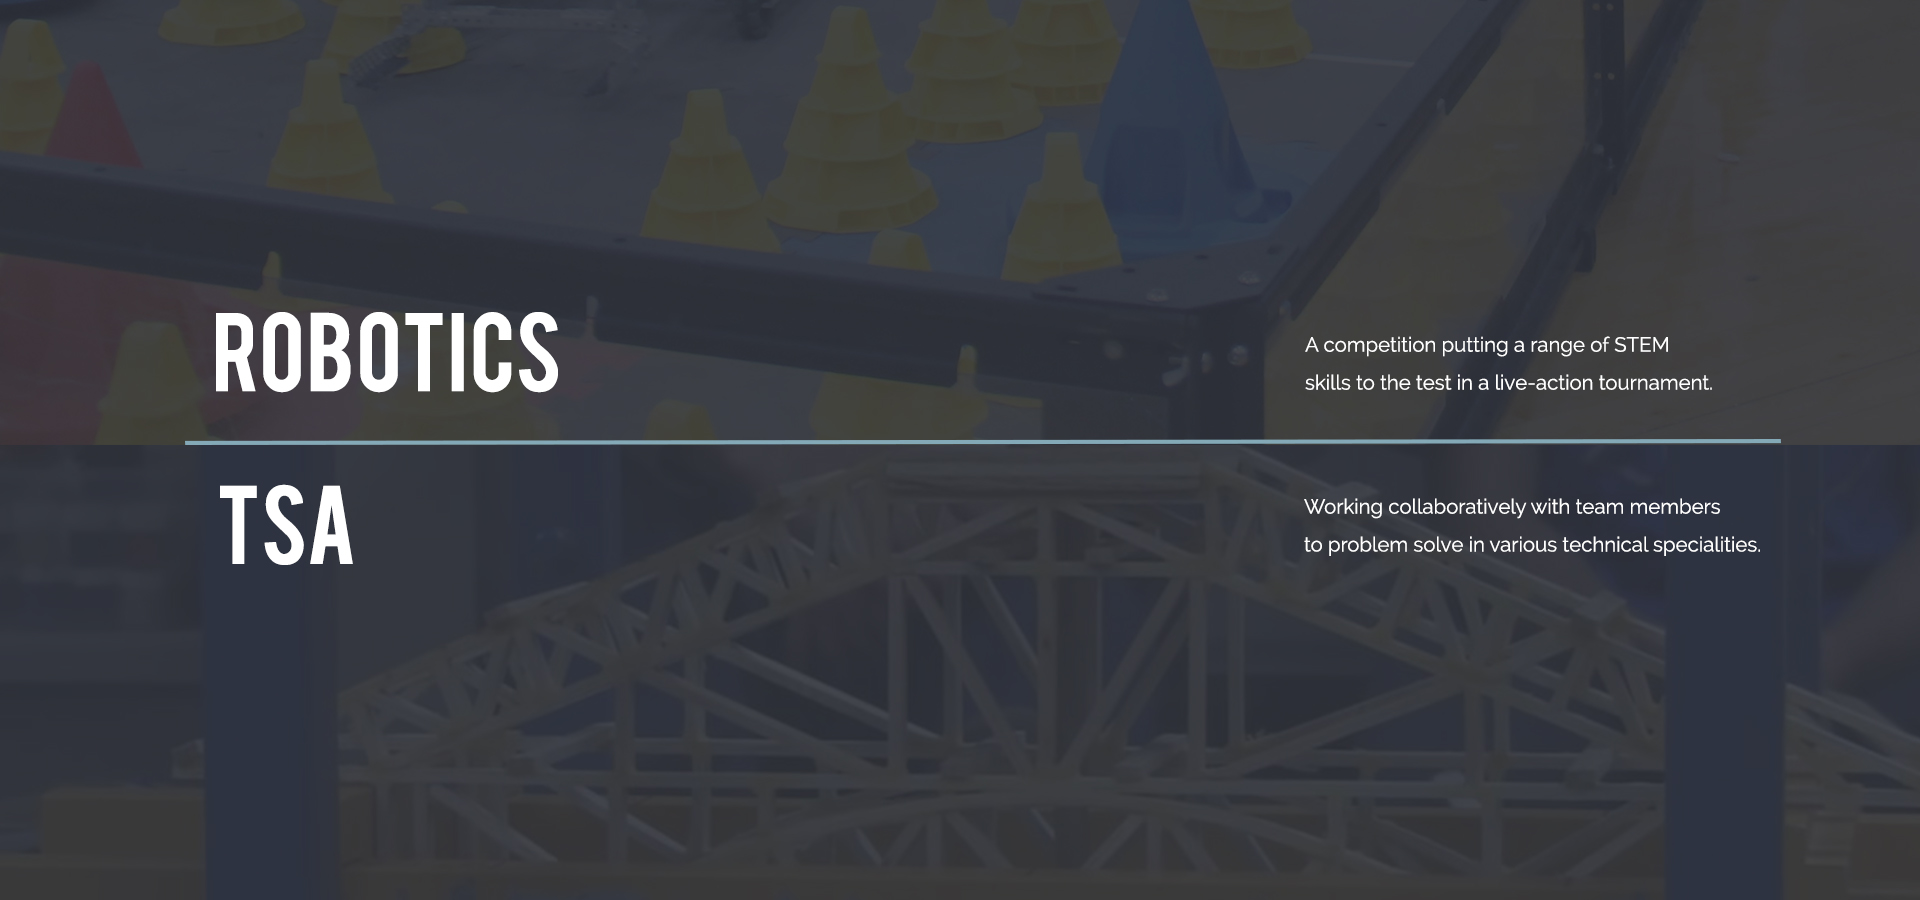 ROBOTICS
A competition putting a range of STEM
skills to the test in a live-action tournament.
TSA
Working collaboratively with team members
to problem solve in various technical specialities.